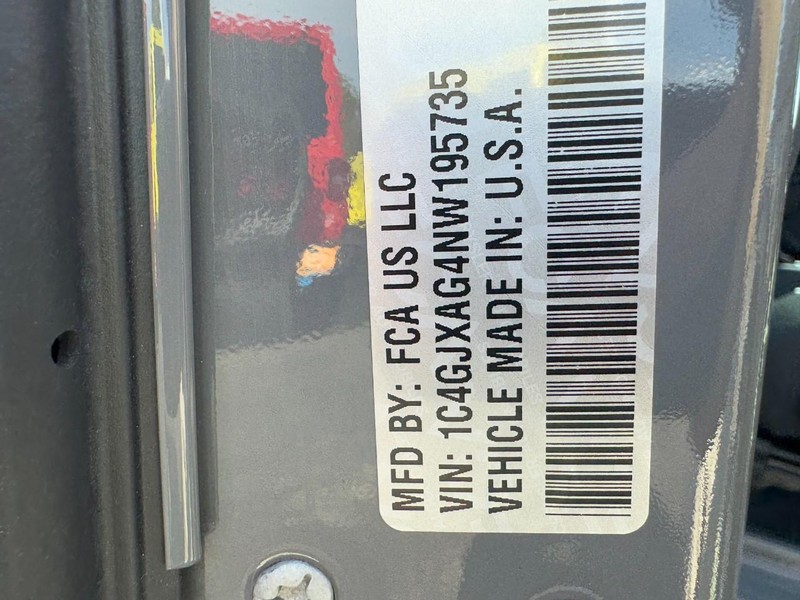 MFD BY: FCA US LLC
VIN: 1C4GJXAG4NW195735
VEHICLE MADE IN: U.S.A.